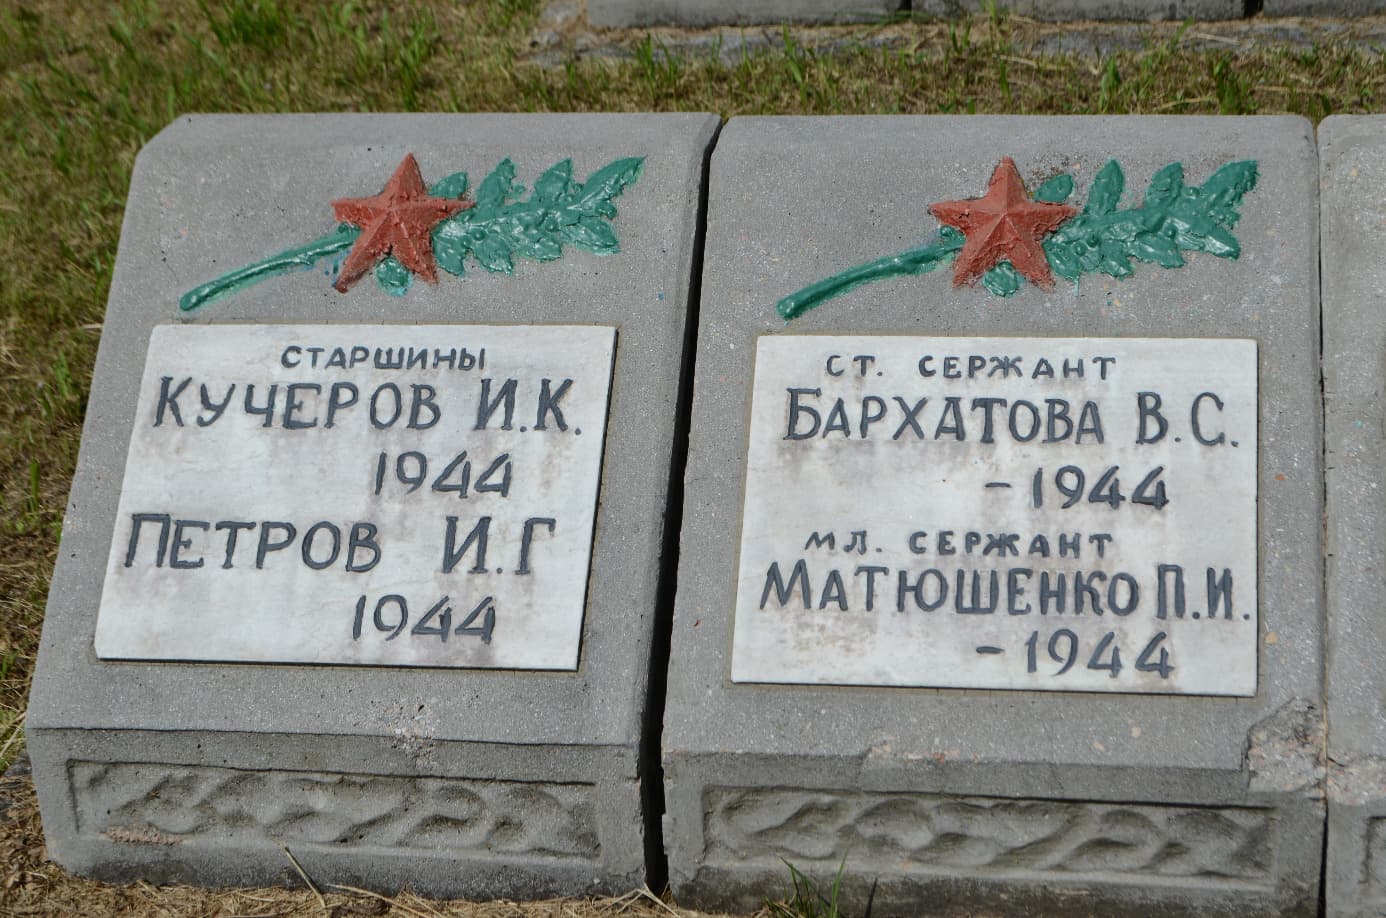 СТАРШИНЫ
КУЧЕРОВ И.К.
1944
ПЕТРОВ И.Г
1944
СТ. СЕРЖАНТ
БАРХАТОВА В.С.
- 1944
МЛ. СЕРЖАНТ
МАТЮШЕНКО П.И.
- 1944